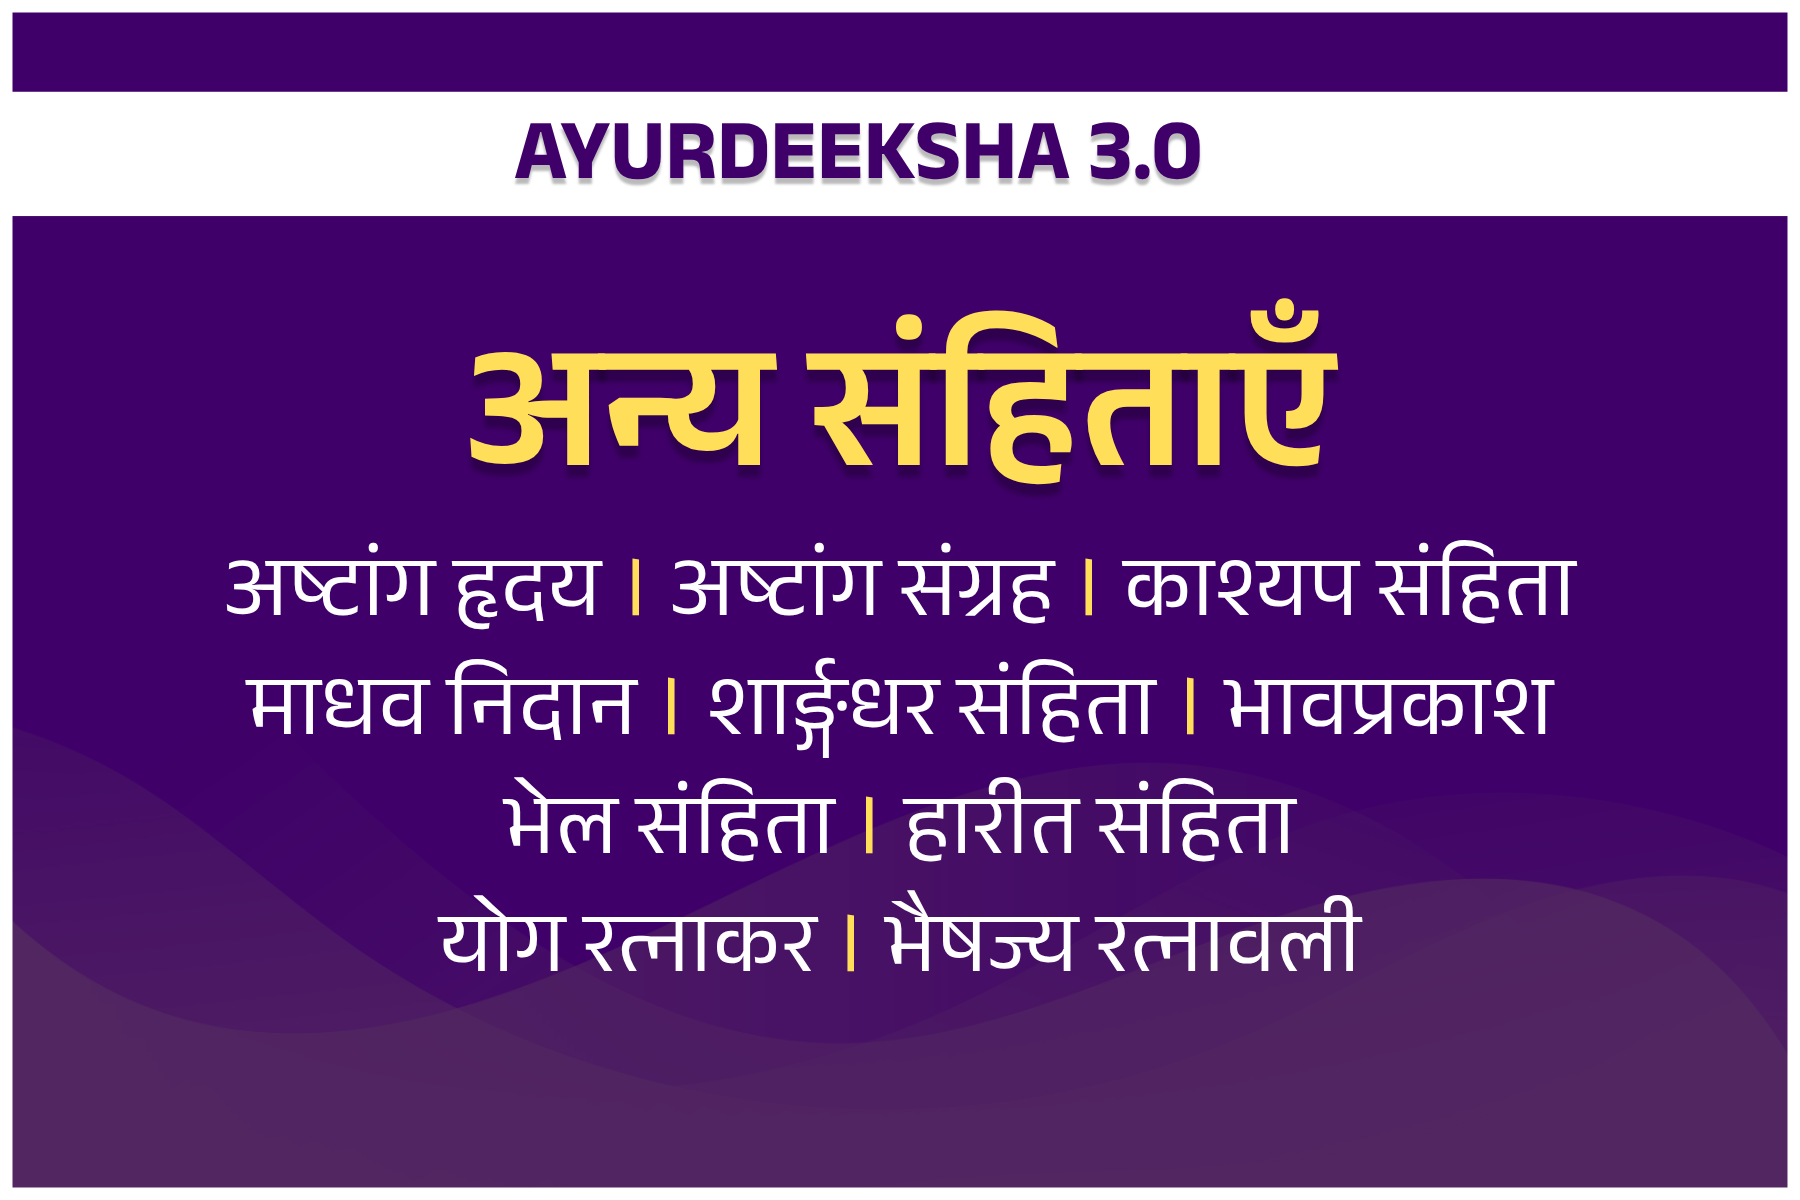 AYURDEEKSHA 3.0
अन्य संहिताएँ
अष्टांग हृदय | अष्टांग संग्रह | काश्यप संहिता
माधव निदान | शार्ङ्गधर संहिता | भावप्रकाश
भेल संहिता | हारीत संहिता
योग रत्नाकर | भैषज्य रत्नावली